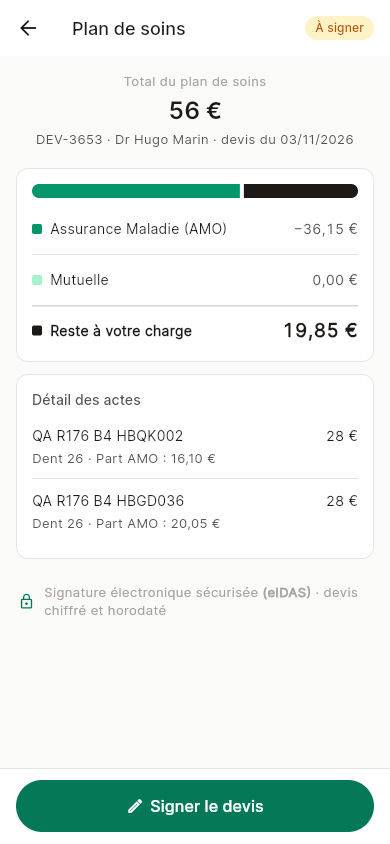 Plan de soins
À signer
Total du plan de soins
56 €
DEV-3653 · Dr Hugo Marin · devis du 03/11/2026
Assurance Maladie (AMO) −36,15 €
Mutuelle 0,00 €
Reste à votre charge 19,85 €
Détail des actes
QA R176 B4 HBQK002 28 €
Dent 26 · Part AMO : 16,10 €
QA R176 B4 HBGD036 28 €
Dent 26 · Part AMO : 20,05 €
Signature électronique sécurisée (eIDAS) · devis
chiffré et horodaté
Signer le devis